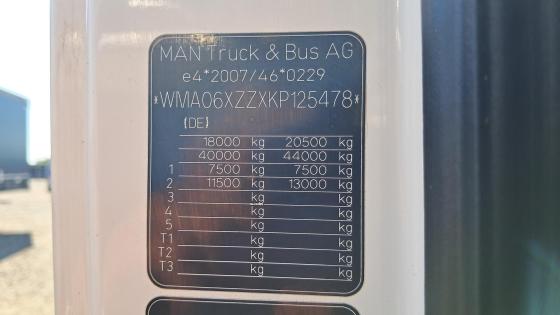 MAN Truck & Bus AG
e4*2007/46*0229
*WMA06XZZXKP125478*
(DE)
18000 kg 20500 kg
40000 kg 44000 kg
1 7500 kg 7500 kg
2 11500 kg 13000 kg
3 kg kg
4 kg kg
5 kg kg
T1 kg kg
T2 kg kg
T3 kg kg